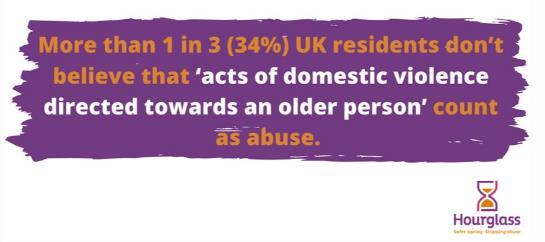 More than 1 in 3 (34%) UK residents don't
believe that 'acts of domestic violence
directed towards an older person' count
as abuse.
Hourglass
Safer ageing · Stopping abuse